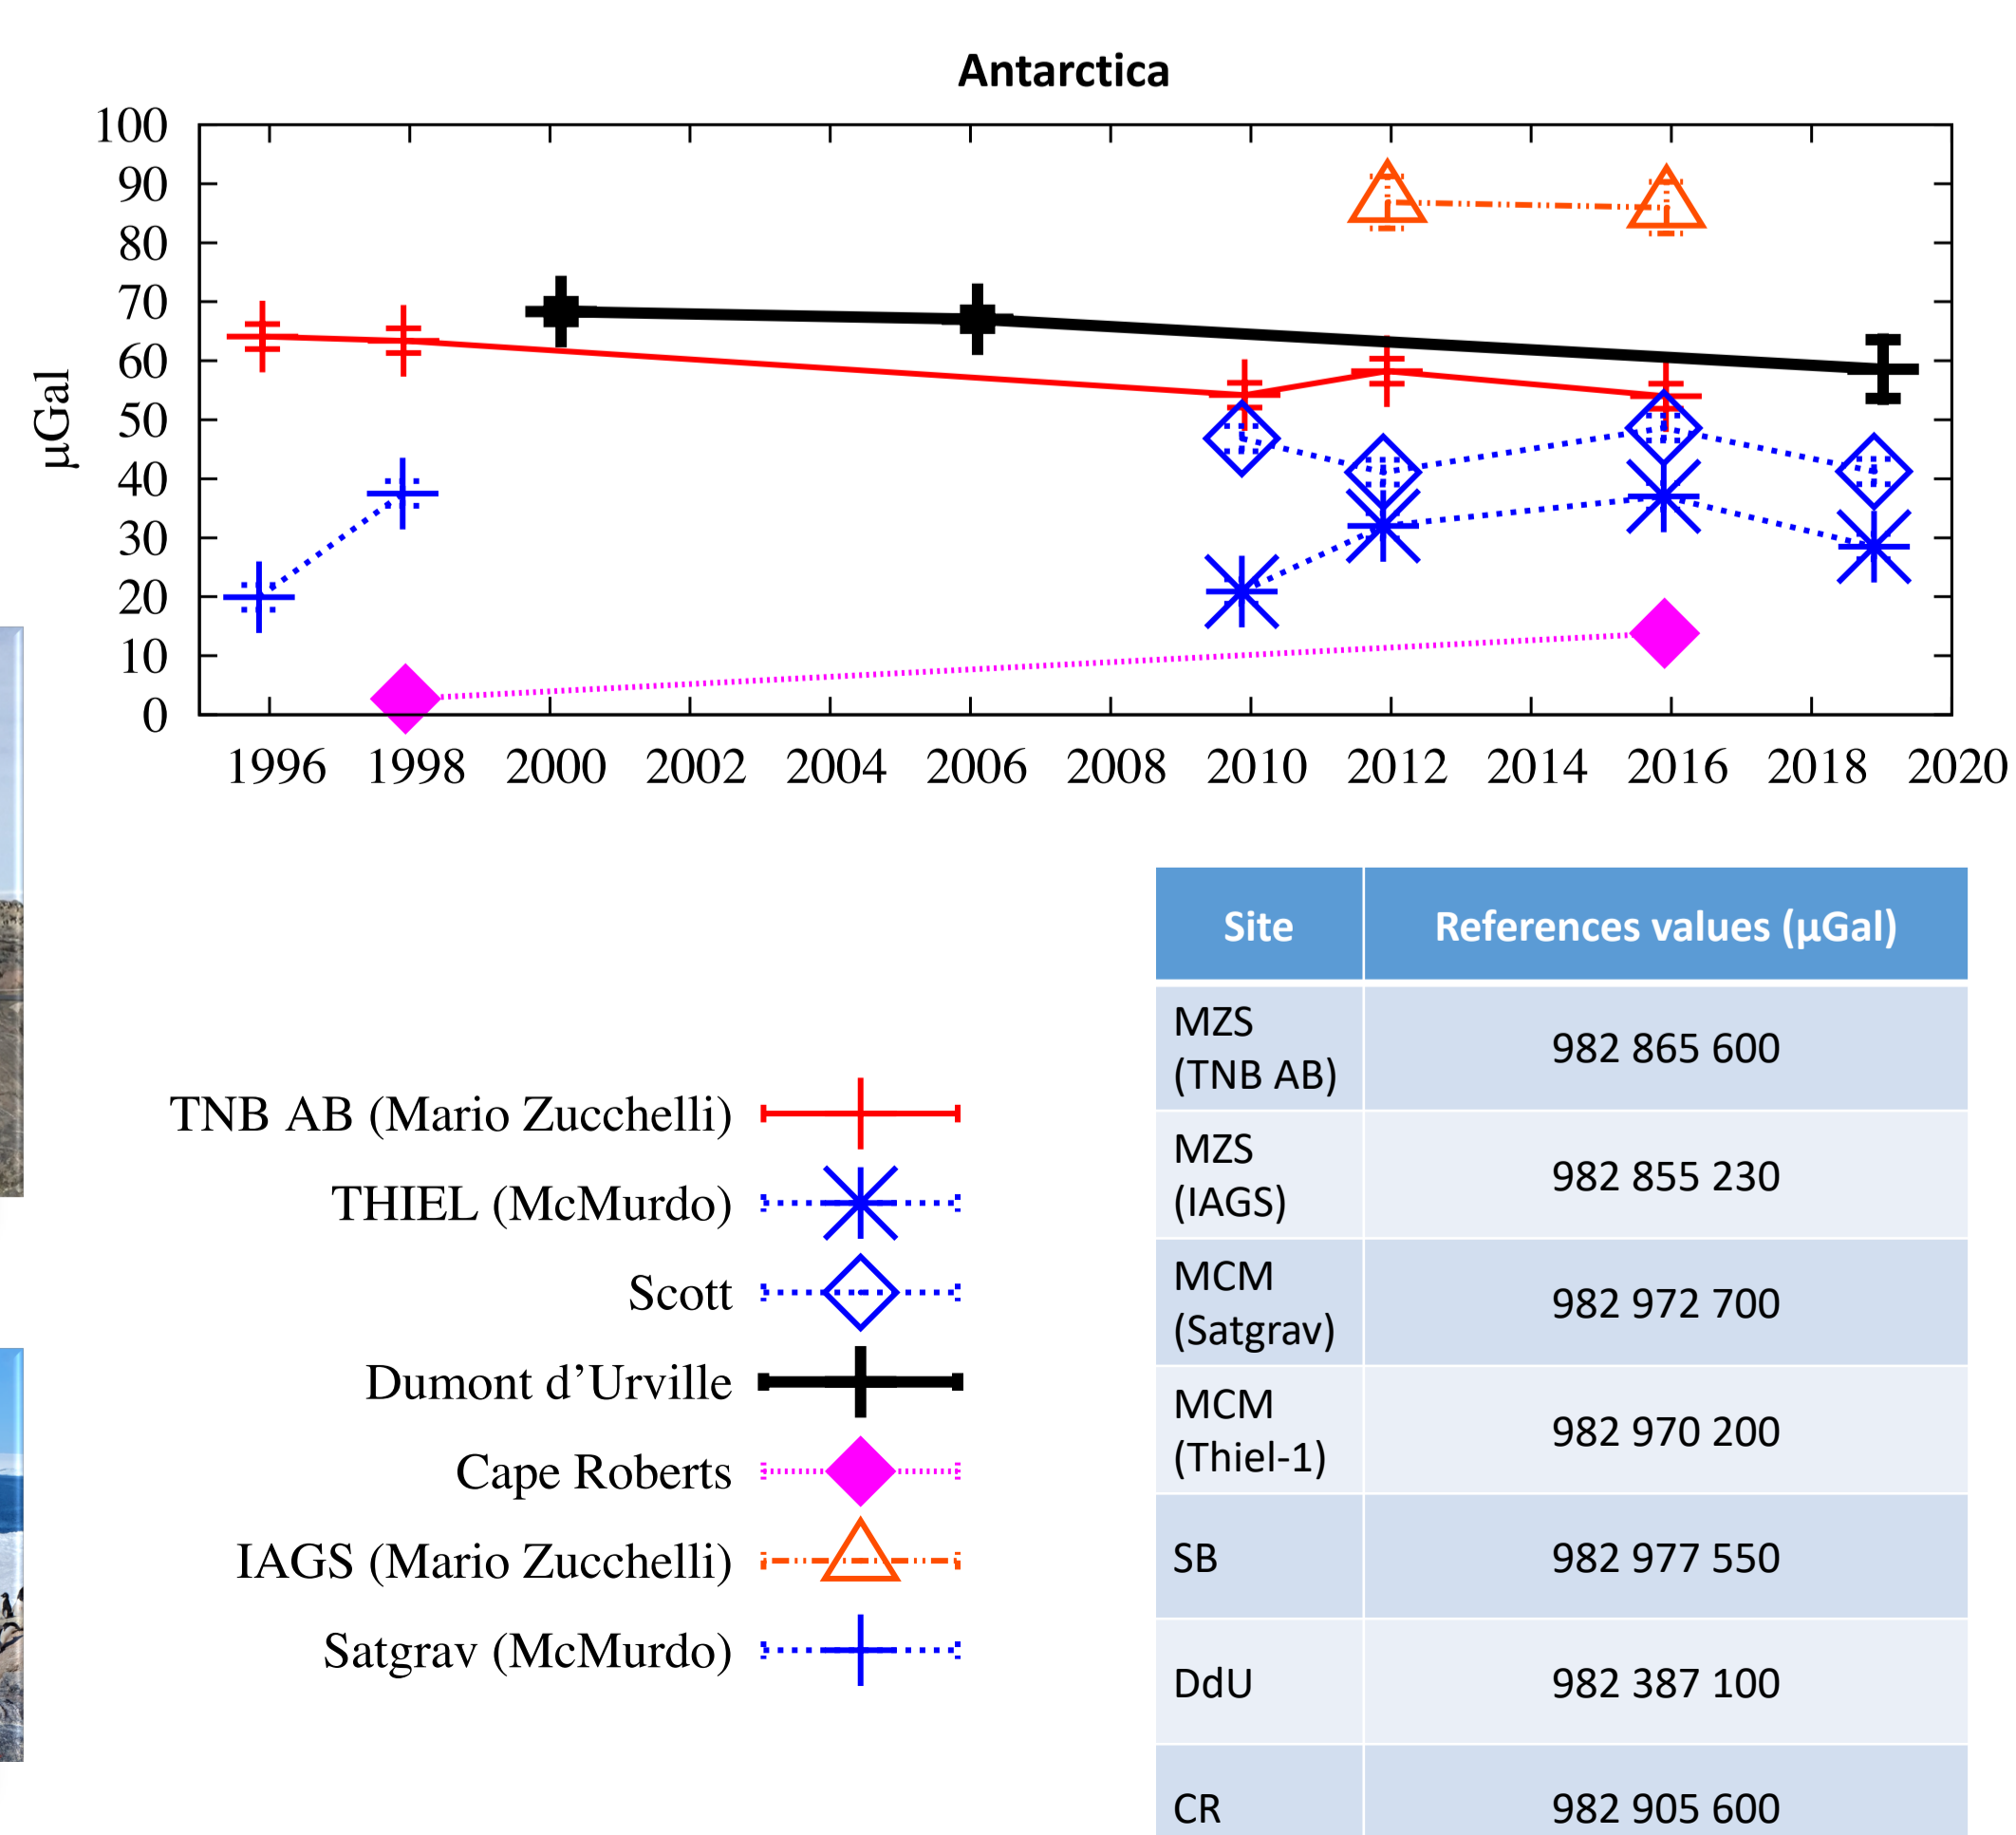 Antarctica
100
90
80
70
60
50
40
30
20
10
0
µGal
1996 1998 2000 2002 2004 2006 2008 2010 2012 2014 2016 2018 2020
TNB AB (Mario Zucchelli)
THIEL (McMurdo)
Scott
Dumont d’Urville
Cape Roberts
IAGS (Mario Zucchelli)
Satgrav (McMurdo)
Site References values (µGal)
MZS
(TNB AB) 982 865 600
MZS
(IAGS) 982 855 230
MCM
(Satgrav) 982 972 700
MCM
(Thiel-1) 982 970 200
SB 982 977 550
DdU 982 387 100
CR 982 905 600